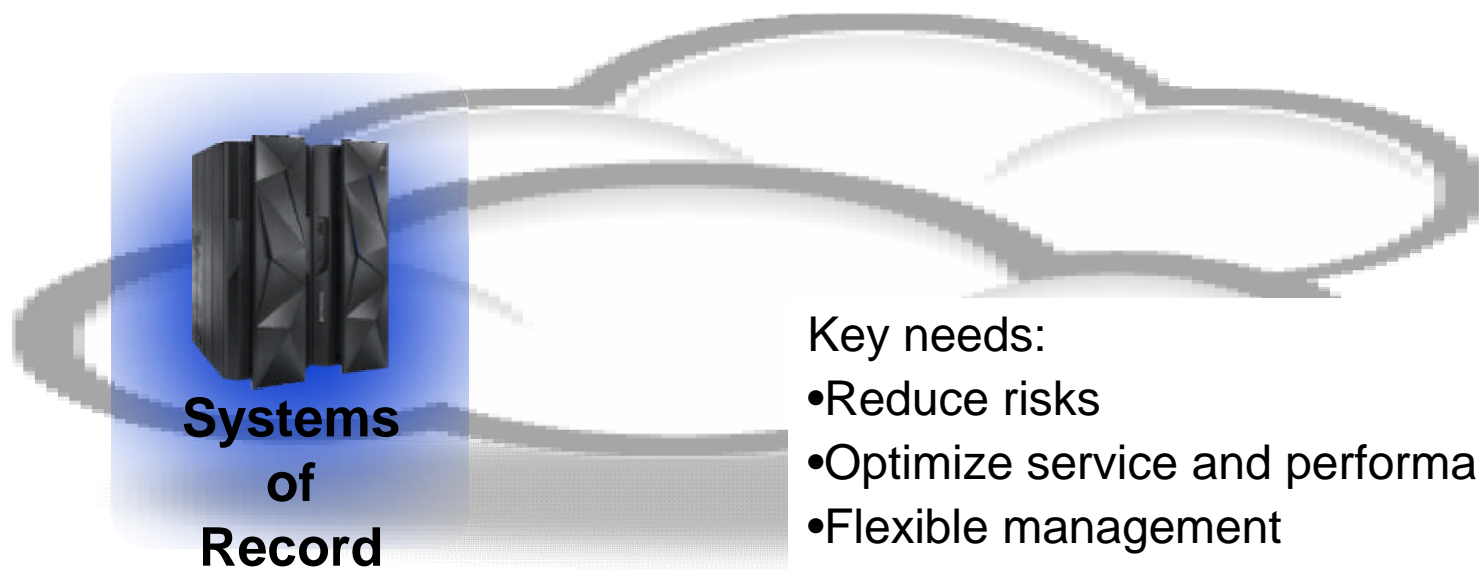 Systems
of
Record
Key needs:
•Reduce risks
•Optimize service and performa
•Flexible management